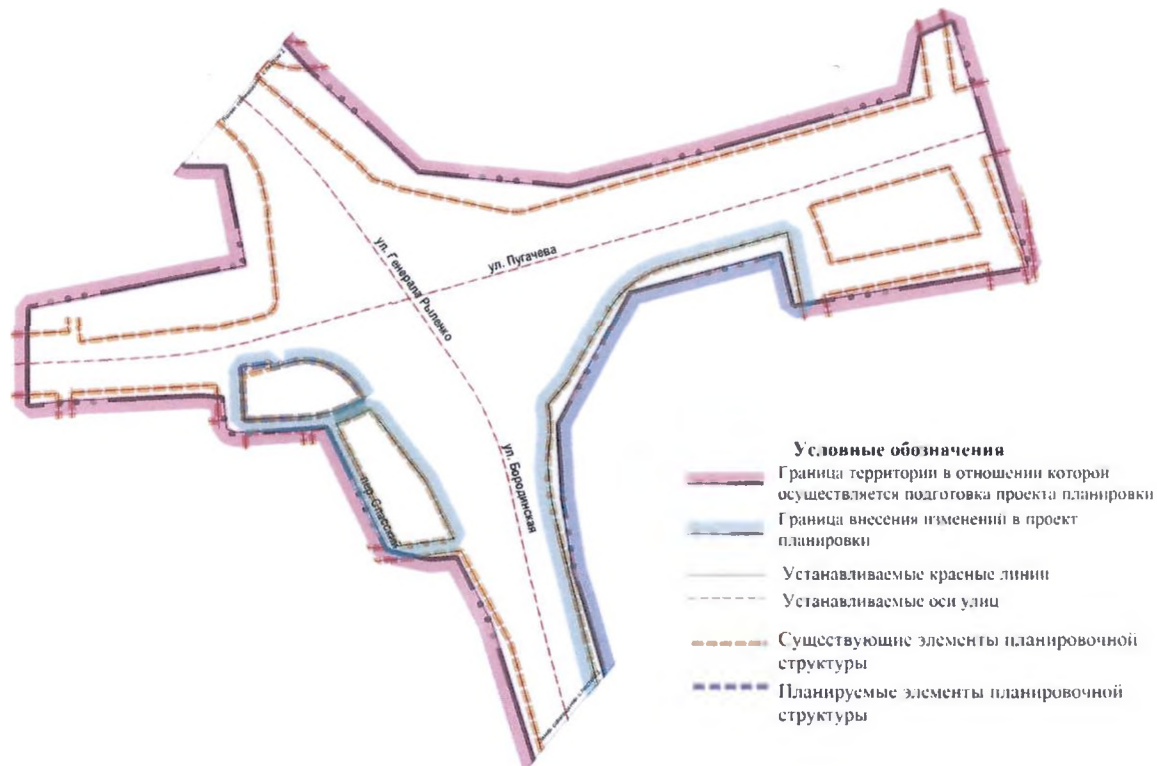 ул. Генерала Рыленко
ул. Пугачева
ул. Бородинская
пер. Спасский
Условные обозначения
Граница территории в отношении которой
осуществляется подготовка проекта планировки
Граница внесения изменений в проект
планировки
Устанавливаемые красные линии
Устанавливаемые оси улиц
Существующие элементы планировочной
структуры
Планируемые элементы планировочной
структуры